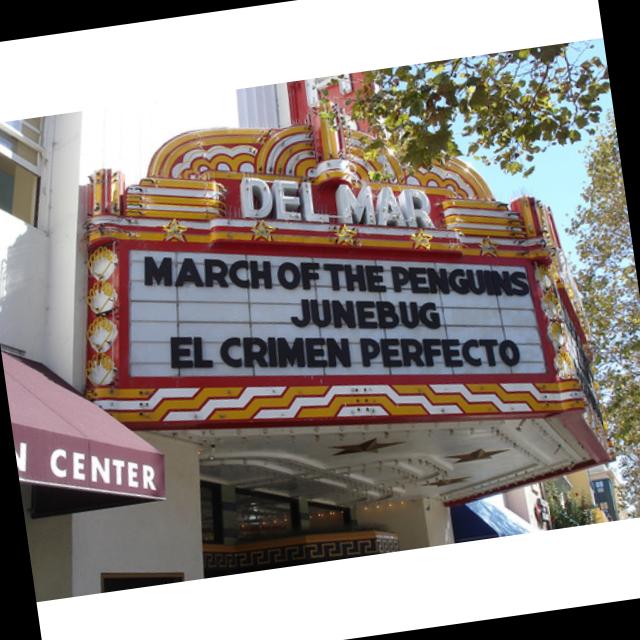 DEL MAR
MARCH OF THE PENGUINS
JUNEBUG
EL CRIMEN PERFECTO
CENTER